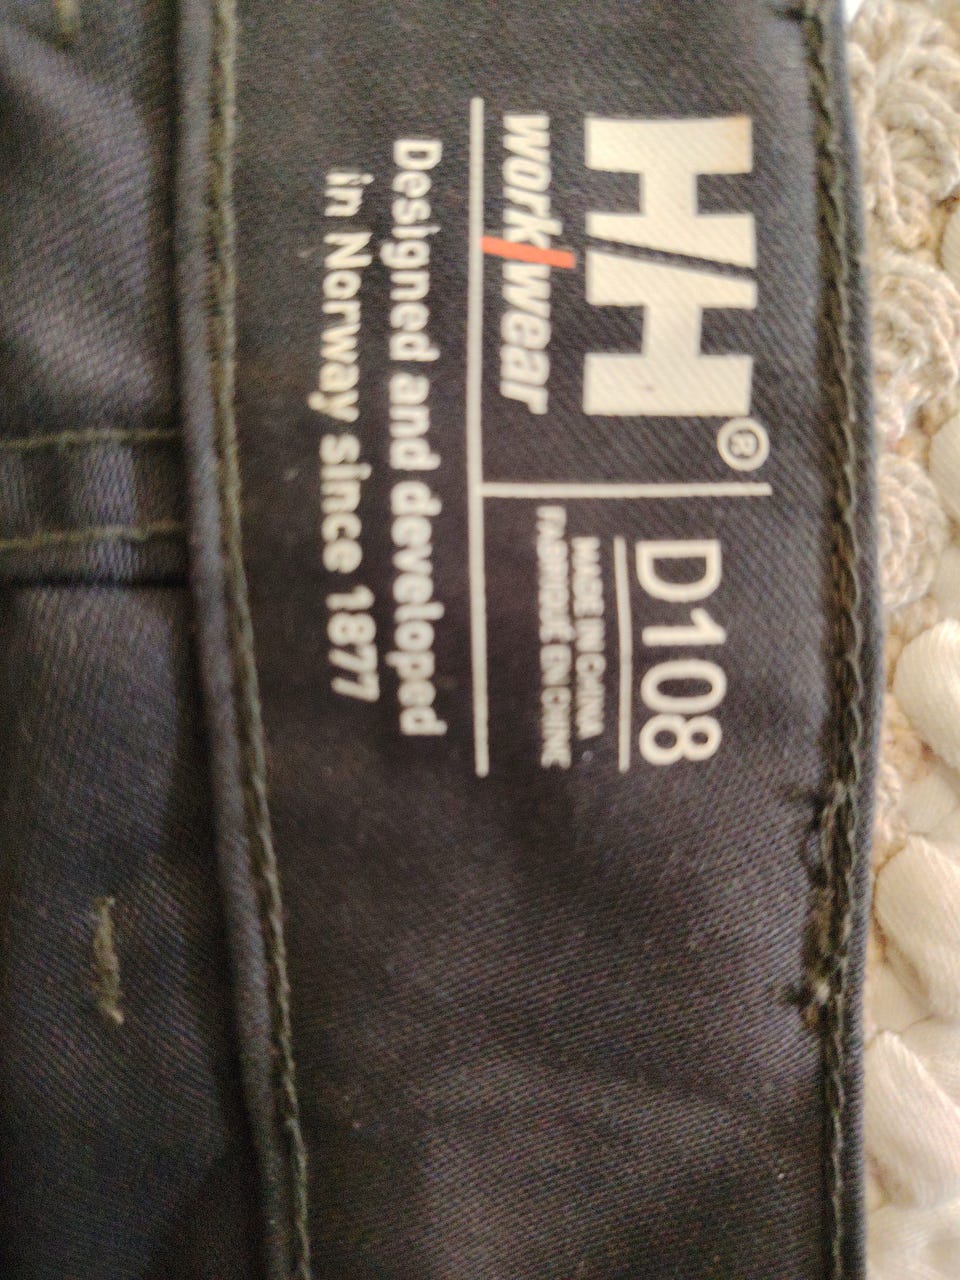 HH®
work/wear
D108
MADE IN CHINA
FABRIQUÉ EN CHINE
Designed and developed
in Norway since 1877